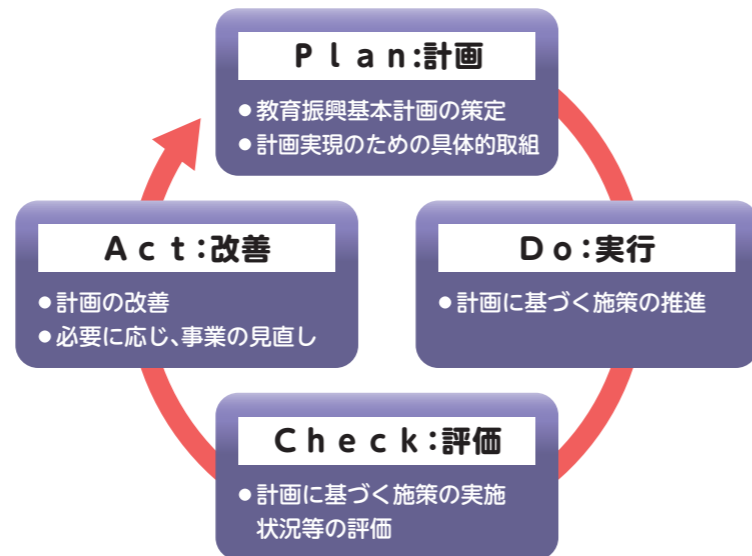 Plan:計画
●教育振興基本計画の策定
●計画実現のための具体的取組
Act:改善
●計画の改善
●必要に応じ、事業の見直し
Do:実行
●計画に基づく施策の推進
Check:評価
●計画に基づく施策の実施
状況等の評価